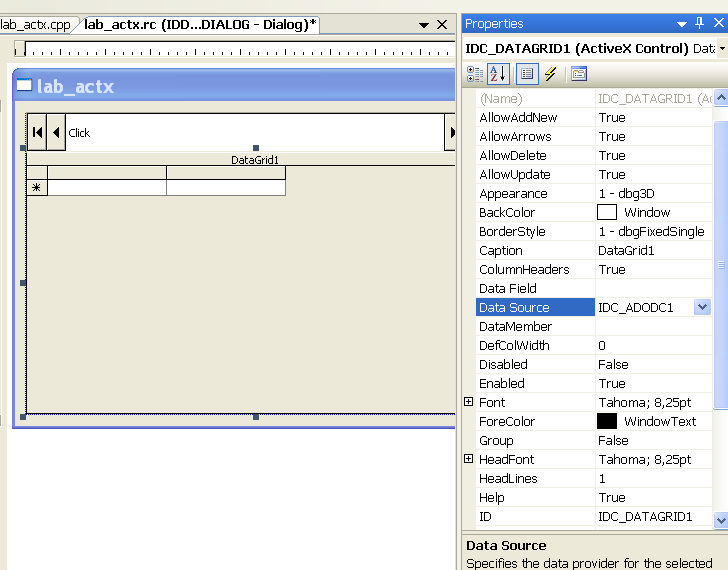 lab_actx.cpp lab_actx.rc (IDD...DIALOG - Dialog)*
lab_actx
Click
DataGrid1
*
Properties
IDC_DATAGRID1 (ActiveX Control) Dat
(Name) IDC_DATAGRID1 (Ac
AllowAddNew True
AllowArrows True
AllowDelete True
AllowUpdate True
Appearance 1 - dbg3D
BackColor Window
BorderStyle 1 - dbgFixedSingle
Caption DataGrid1
ColumnHeaders True
Data Field
Data Source IDC_ADODC1
DataMember
DefColWidth 0
Disabled False
Enabled True
Font Tahoma; 8,25pt
ForeColor WindowText
Group False
HeadFont Tahoma; 8,25pt
HeadLines 1
Help True
ID IDC_DATAGRID1
Data Source
Specifies the data provider for the selected